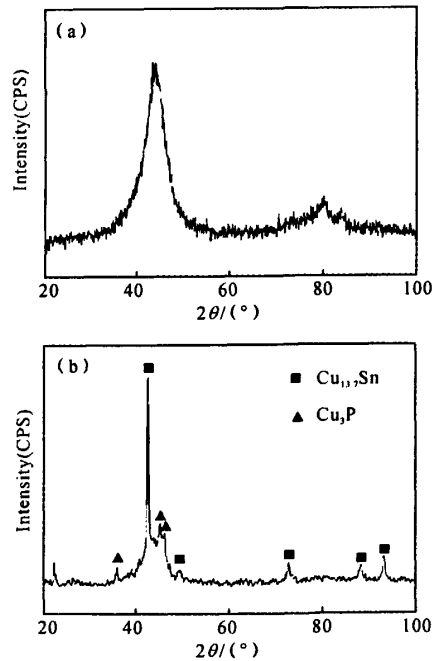 (a)
Intensity(CPS)
20 40 60 80 100
2θ/(°)
(b)
■ Cu₁₃.₇Sn
▲ Cu₃P
Intensity(CPS)
20 40 60 80 100
2θ/(°)